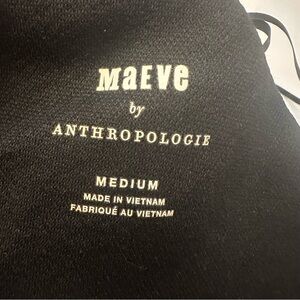 MaEVe
by
ANTHROPOLOGIE
MEDIUM
MADE IN VIETNAM
FABRIQUÉ AU VIETNAM